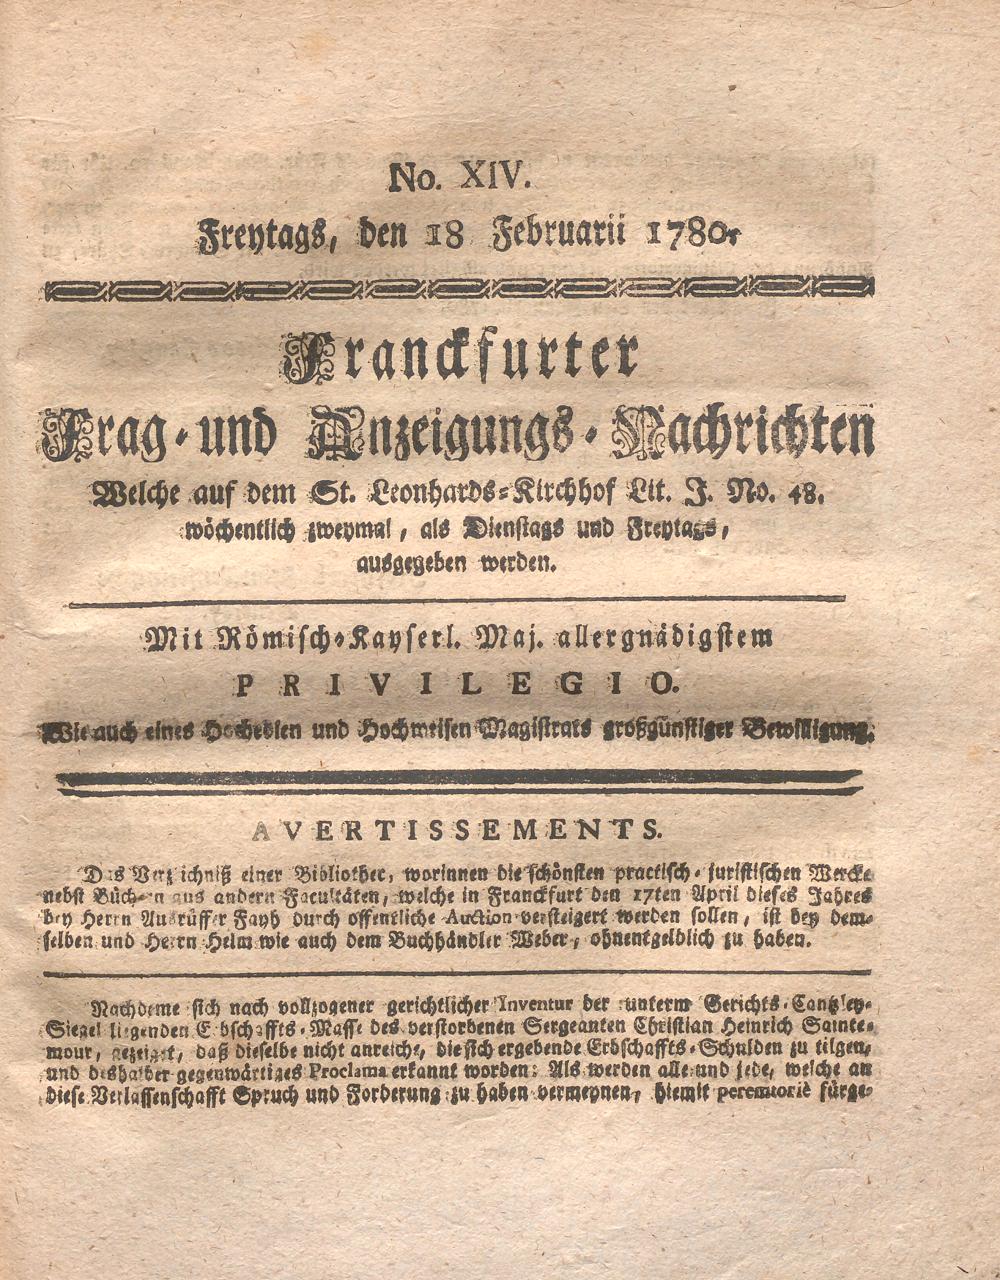 No. XIV.
Freytags, den 18 Februarii 1780.
Franckfurter
Frag-und Anzeigungs-Nachrichten
Welche auf dem St. Leonhards-Kirchhof Lit. J. No. 48.
wöchentlich zweymal, als Dienstags und Freytags,
ausgegeben werden.
Mit Römisch-Kayserl. Maj. allergnädigstem
PRIVILEGIO.
Wie auch eines Hochedlen und Hochweisen Magistrats großgünstiger Bewilligung.
AVERTISSEMENTS.
Das Verzeichniß einer Bibliothec, worinnen die schönsten practisch-juristischen Wercke
nebst Büchern aus andern Facultäten, welche in Franckfurt den 17ten April dieses Jahres
bey Herrn Ausrüffer Fayh durch offentliche Auction versteigert werden sollen, ist bey dem-
selben und Herrn Helm wie auch dem Buchhändler Weber, ohnentgeldlich zu haben.
Nachdeme sich nach vollzogener gerichtlicher Inventur der unterm Gerichts-Cantzley-
Siegel liegenden Erbschaffts-Masse des verstorbenen Sergeanten Christian Heinrich Sainte-
mour, gezeiget, daß dieselbe nicht anreiche, die sich ergebende Erbschaffts-Schulden zu tilgen,
und deshalber gegenwärtiges Proclama erkannt worden: Als werden alle und jede, welche an
diese Verlassenschafft Spruch und Forderung zu haben vermeynen, hiemit peremtoriè fürge-